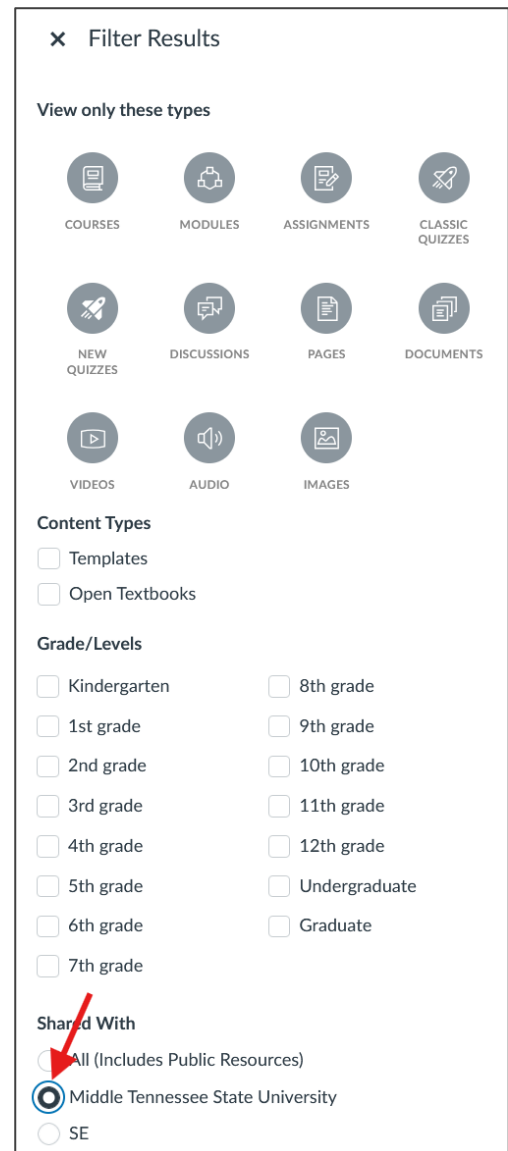 × Filter Results
View only these types
COURSES MODULES ASSIGNMENTS CLASSIC
QUIZZES
NEW DISCUSSIONS PAGES DOCUMENTS
QUIZZES
VIDEOS AUDIO IMAGES
Content Types
Templates
Open Textbooks
Grade/Levels
Kindergarten 8th grade
1st grade 9th grade
2nd grade 10th grade
3rd grade 11th grade
4th grade 12th grade
5th grade Undergraduate
6th grade Graduate
7th grade
Shared With
All (Includes Public Resources)
Middle Tennessee State University
SE